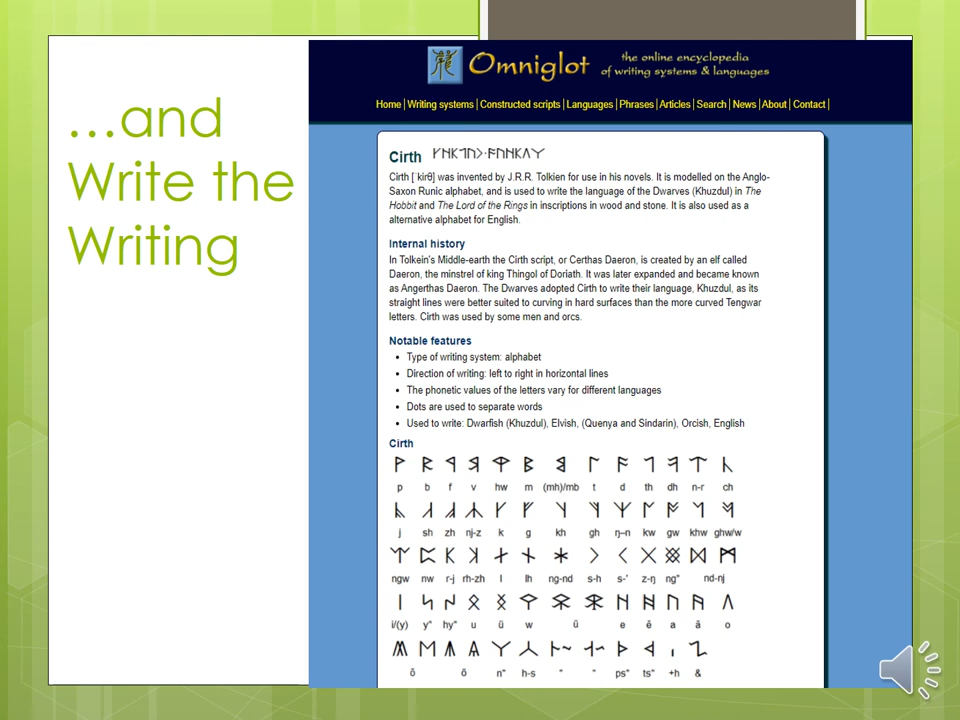 …and
Write the
Writing
Omniglot
the online encyclopedia
of writing systems & languages
Home | Writing systems | Constructed scripts | Languages | Phrases | Articles | Search | News | About | Contact |
Cirth
Cirth [ˈkirθ] was invented by J.R.R. Tolkien for use in his novels. It is modelled on the Anglo-
Saxon Runic alphabet, and is used to write the language of the Dwarves (Khuzdul) in The
Hobbit and The Lord of the Rings in inscriptions in wood and stone. It is also used as a
alternative alphabet for English.
Internal history
In Tolkein's Middle-earth the Cirth script, or Certhas Daeron, is created by an elf called
Daeron, the minstrel of king Thingol of Doriath. It was later expanded and became known
as Angerthas Daeron. The Dwarves adopted Cirth to write their language, Khuzdul, as its
straight lines were better suited to curving in hard surfaces than the more curved Tengwar
letters. Cirth was used by some men and orcs.
Notable features
• Type of writing system: alphabet
• Direction of writing: left to right in horizontal lines
• The phonetic values of the letters vary for different languages
• Dots are used to separate words
• Used to write: Dwarfish (Khuzdul), Elvish, (Quenya and Sindarin), Orcish, English
Cirth
p b f v hw m (mh)/mb t d th dh n-r ch
j sh zh nj-z k g kh gh ŋ–n kw gw khw ghw/w
ngw nw r-j rh-zh l lh ng-nd s-h s-' z-ŋ ng* nd-nj
i/(y) y* hy* u ū w ü e ē a ā o
ō ö n* h-s * * ps* ts* +h &